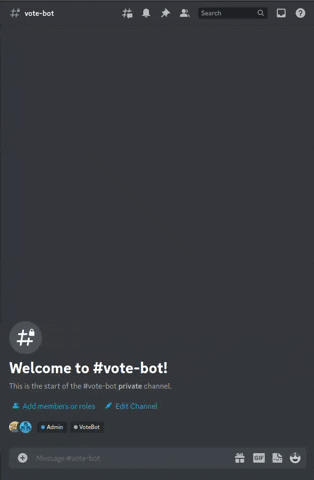 vote-bot
Search
Welcome to #vote-bot!
This is the start of the #vote-bot private channel.
Add members or roles
Edit Channel
Admin
VoteBot
Message #vote-bot
GIF